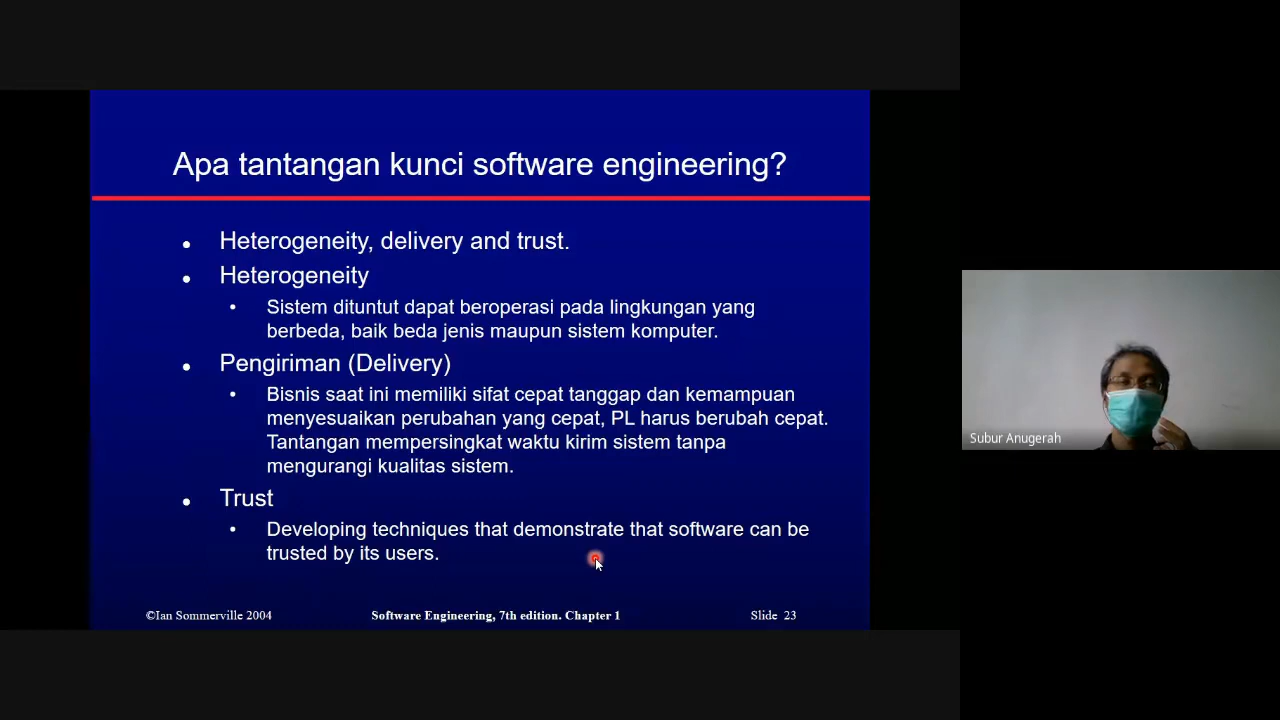 Apa tantangan kunci software engineering?
Heterogeneity, delivery and trust.
Heterogeneity
Sistem dituntut dapat beroperasi pada lingkungan yang
berbeda, baik beda jenis maupun sistem komputer.
Pengiriman (Delivery)
Bisnis saat ini memiliki sifat cepat tanggap dan kemampuan
menyesuaikan perubahan yang cepat, PL harus berubah cepat.
Tantangan mempersingkat waktu kirim sistem tanpa
mengurangi kualitas sistem.
Trust
Developing techniques that demonstrate that software can be
trusted by its users.
©Ian Sommerville 2004
Software Engineering, 7th edition. Chapter 1
Slide 23
Subur Anugerah